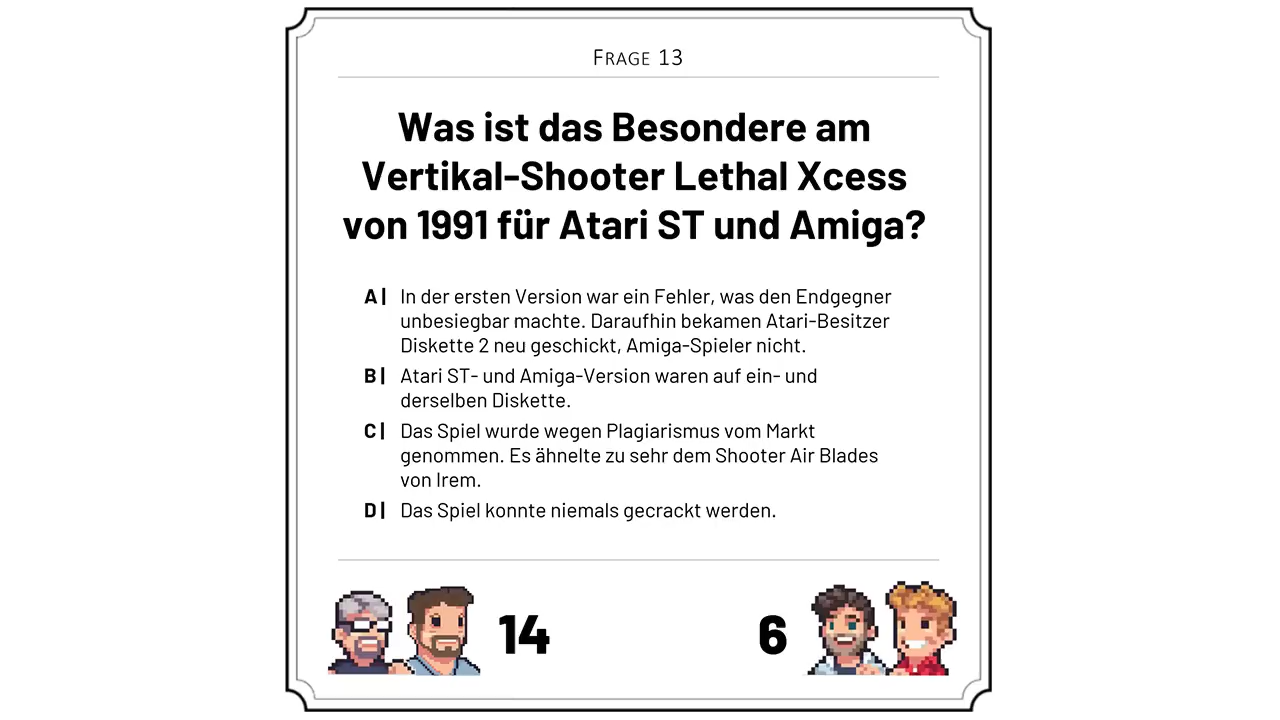 Frage 13
Was ist das Besondere am
Vertikal-Shooter Lethal Xcess
von 1991 für Atari ST und Amiga?
A| In der ersten Version war ein Fehler, was den Endgegner
unbesiegbar machte. Daraufhin bekamen Atari-Besitzer
Diskette 2 neu geschickt, Amiga-Spieler nicht.
B| Atari ST- und Amiga-Version waren auf ein- und
derselben Diskette.
C| Das Spiel wurde wegen Plagiarismus vom Markt
genommen. Es ähnelte zu sehr dem Shooter Air Blades
von Irem.
D| Das Spiel konnte niemals gecrackt werden.
14 6